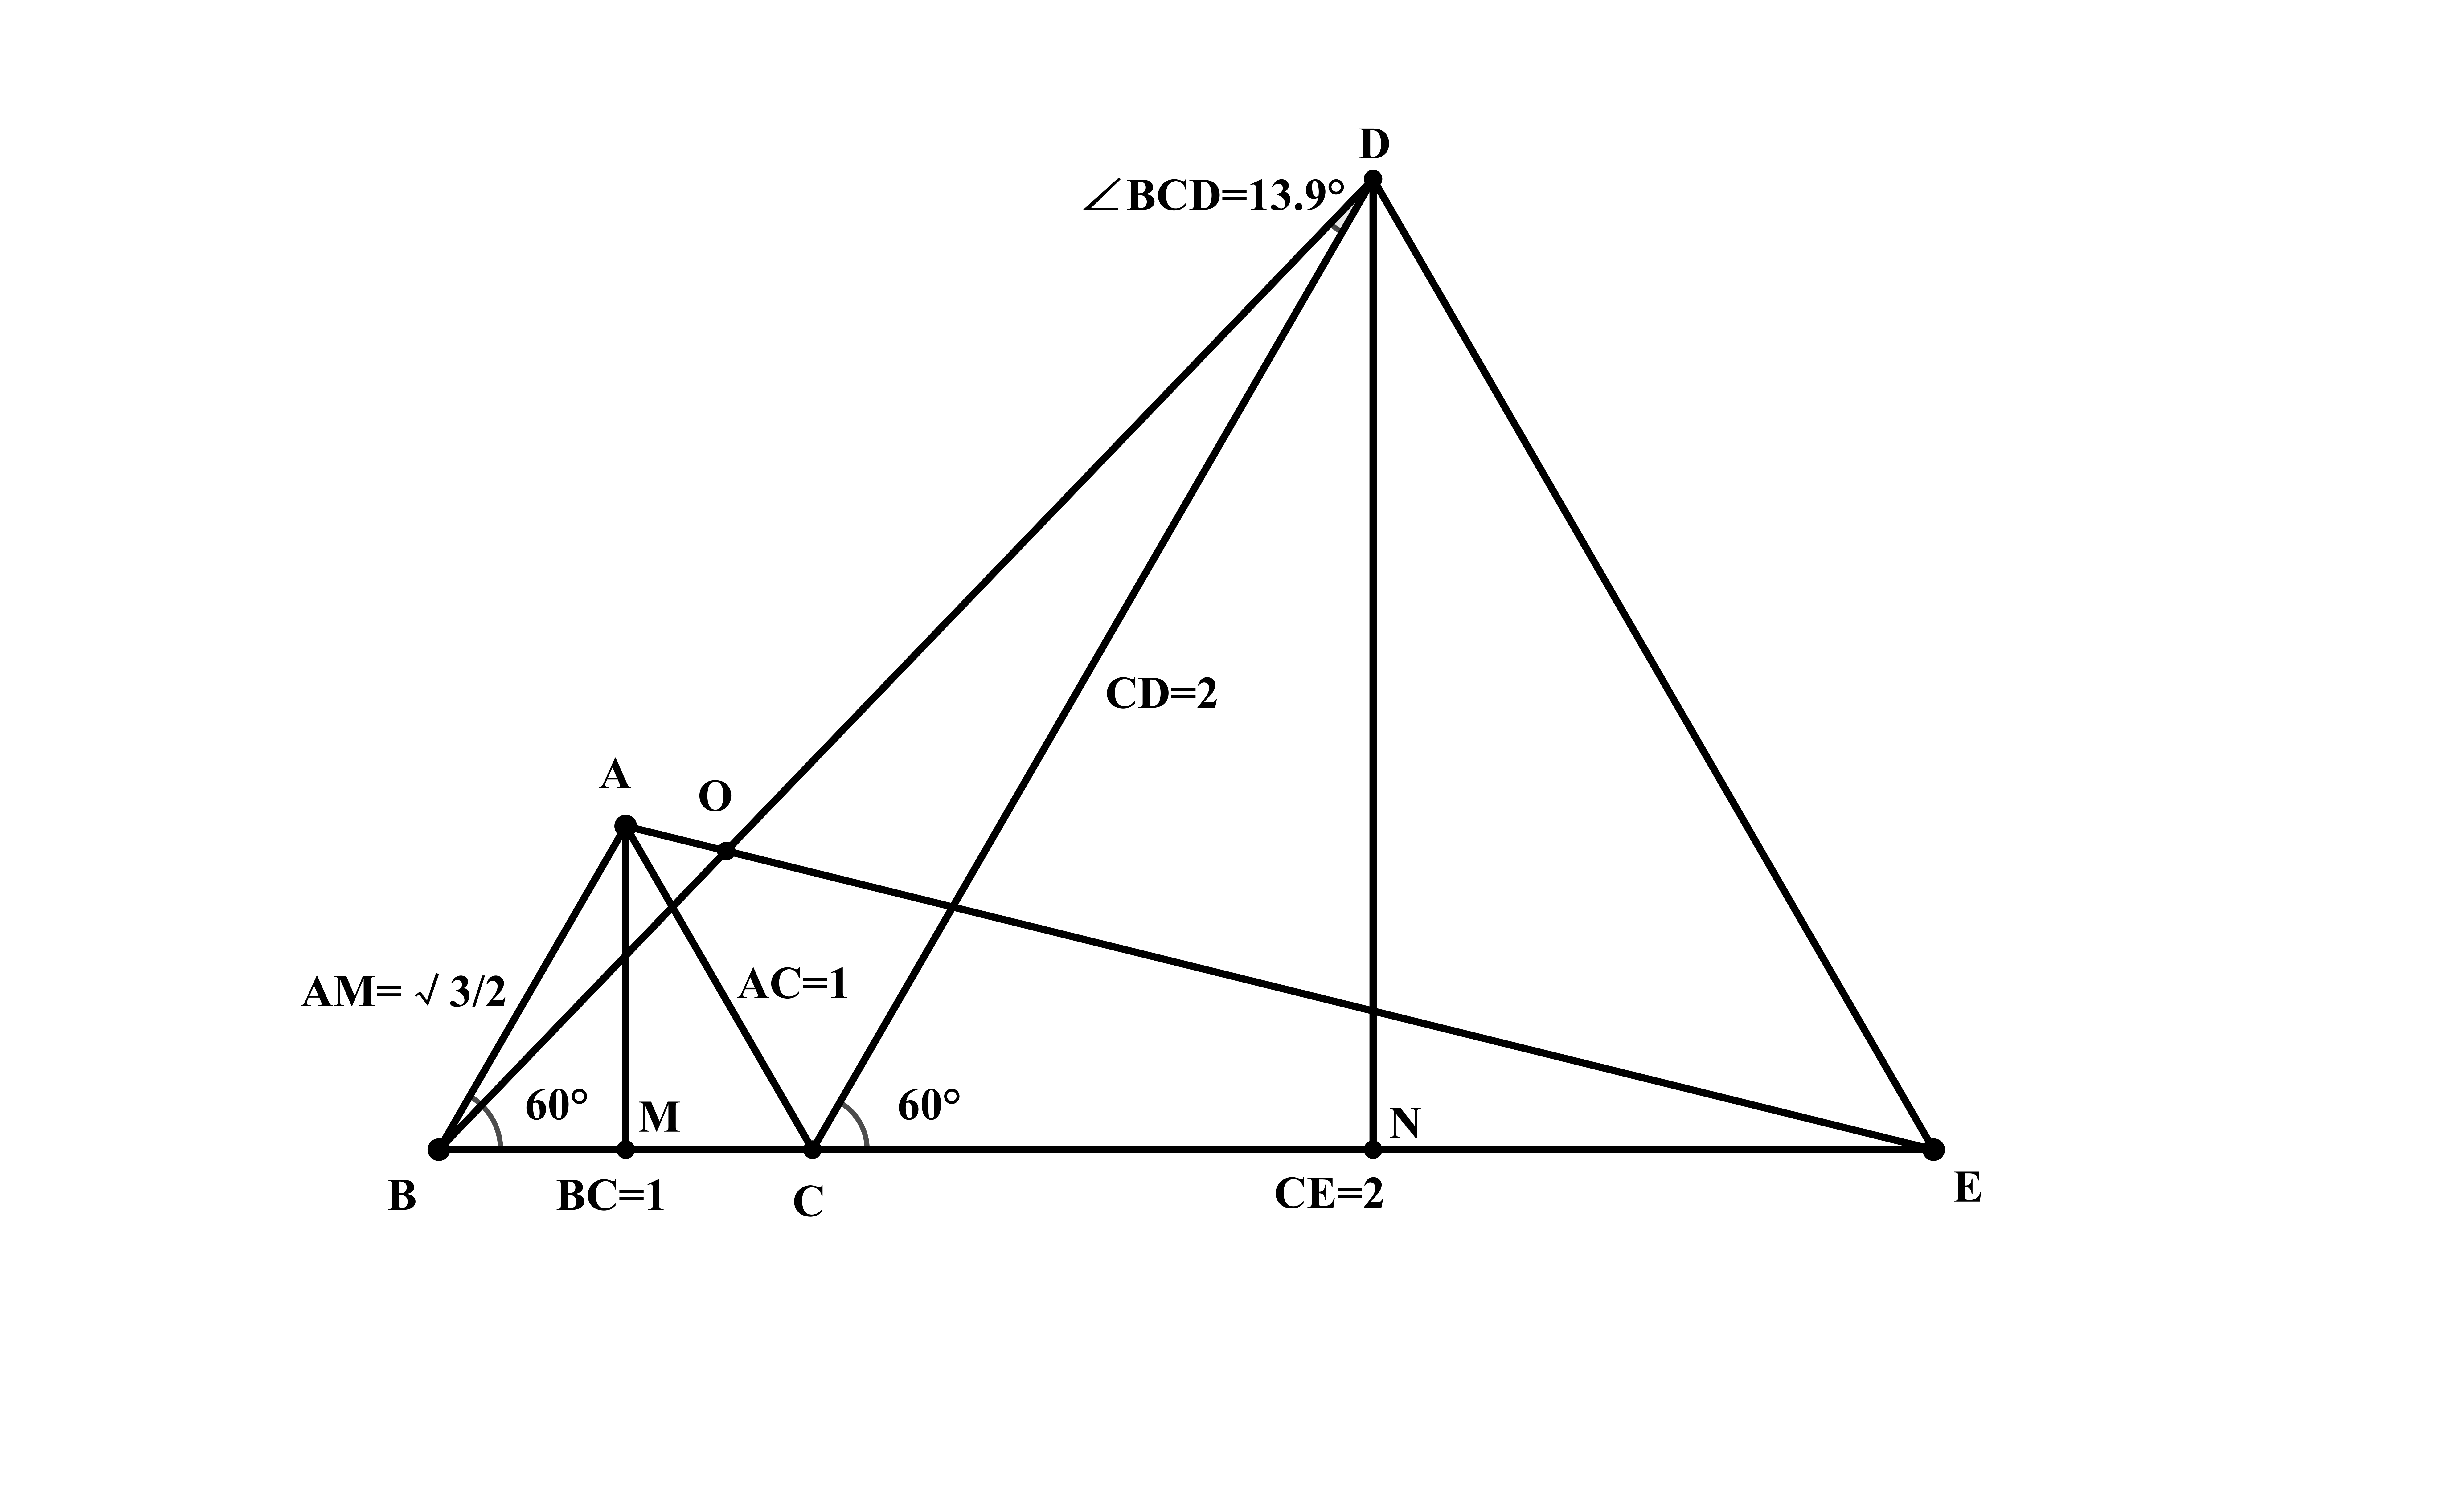 D
∠BCD=13.9°
CD=2
A
O
AM=√3/2
AC=1
60°
M
60°
N
B
BC=1
C
CE=2
E